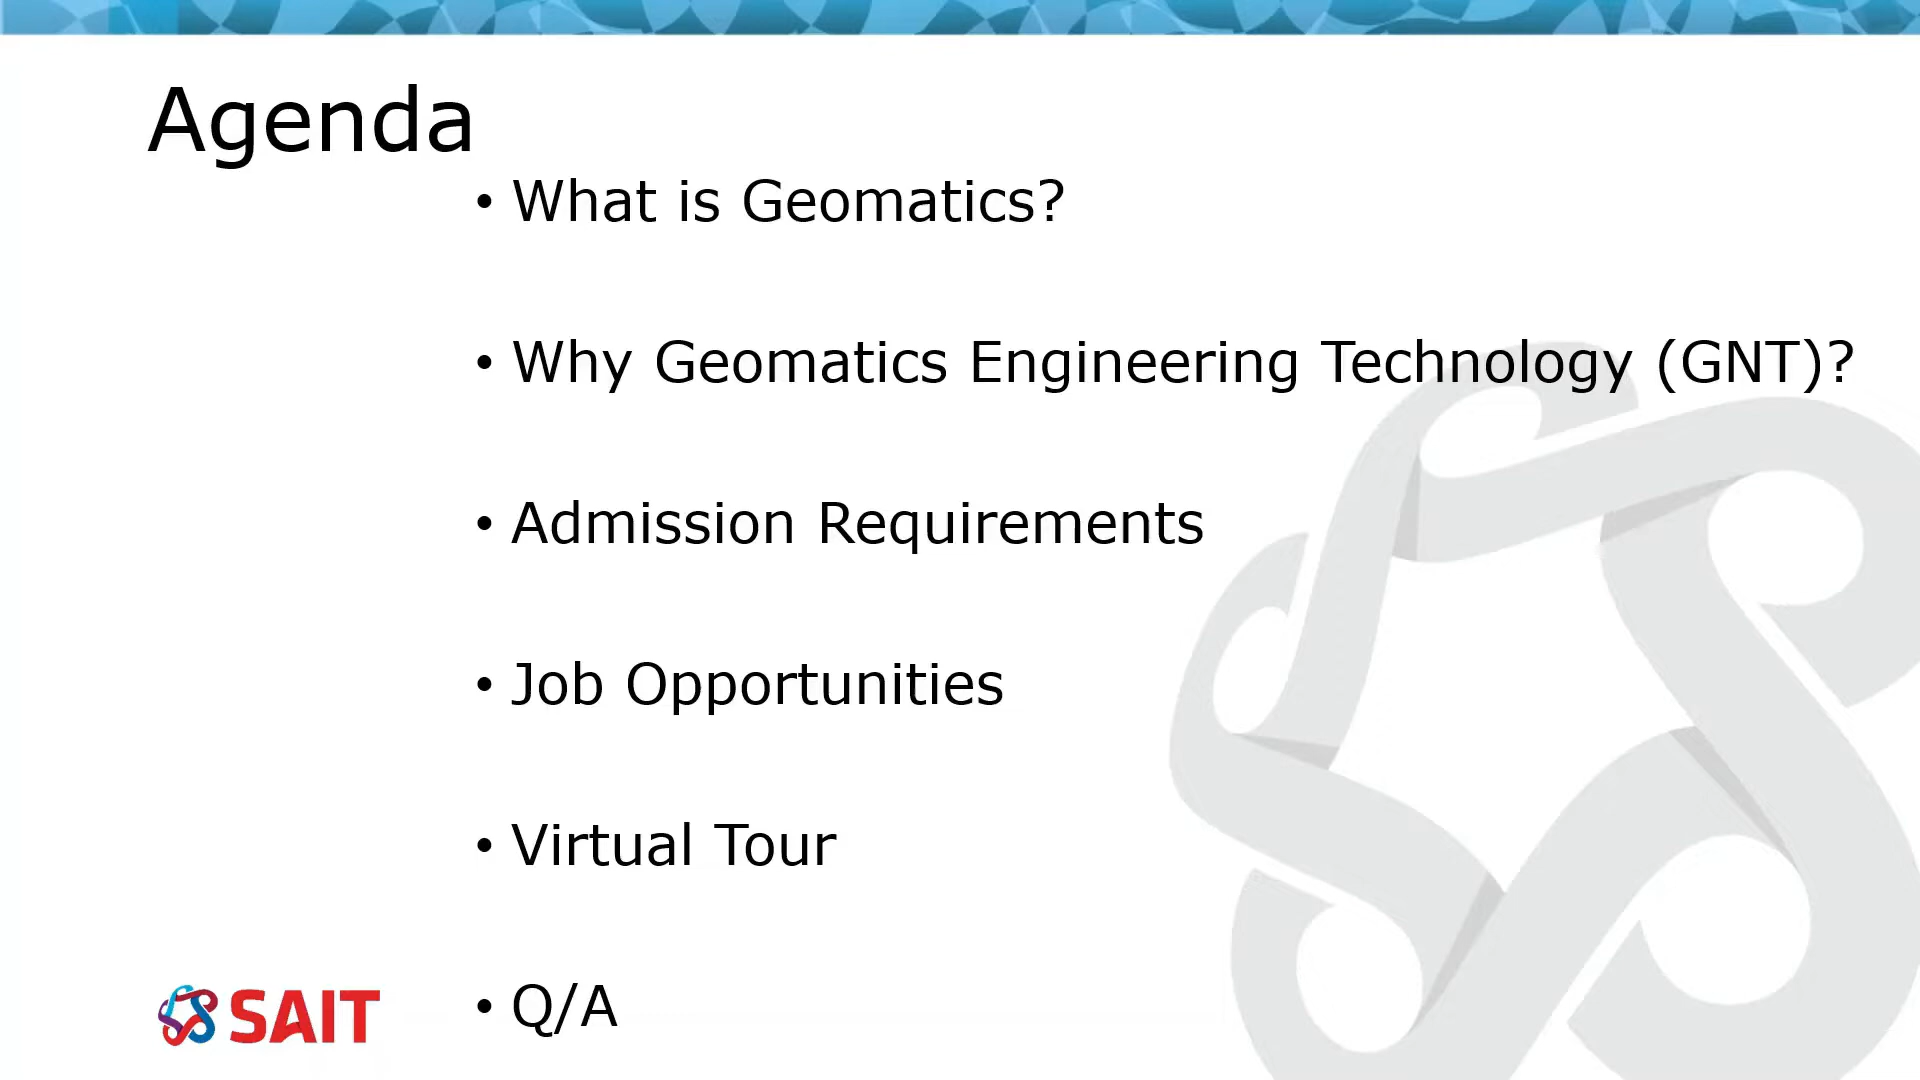 Agenda
• What is Geomatics?
• Why Geomatics Engineering Technology (GNT)?
• Admission Requirements
• Job Opportunities
• Virtual Tour
• Q/A
SAIT